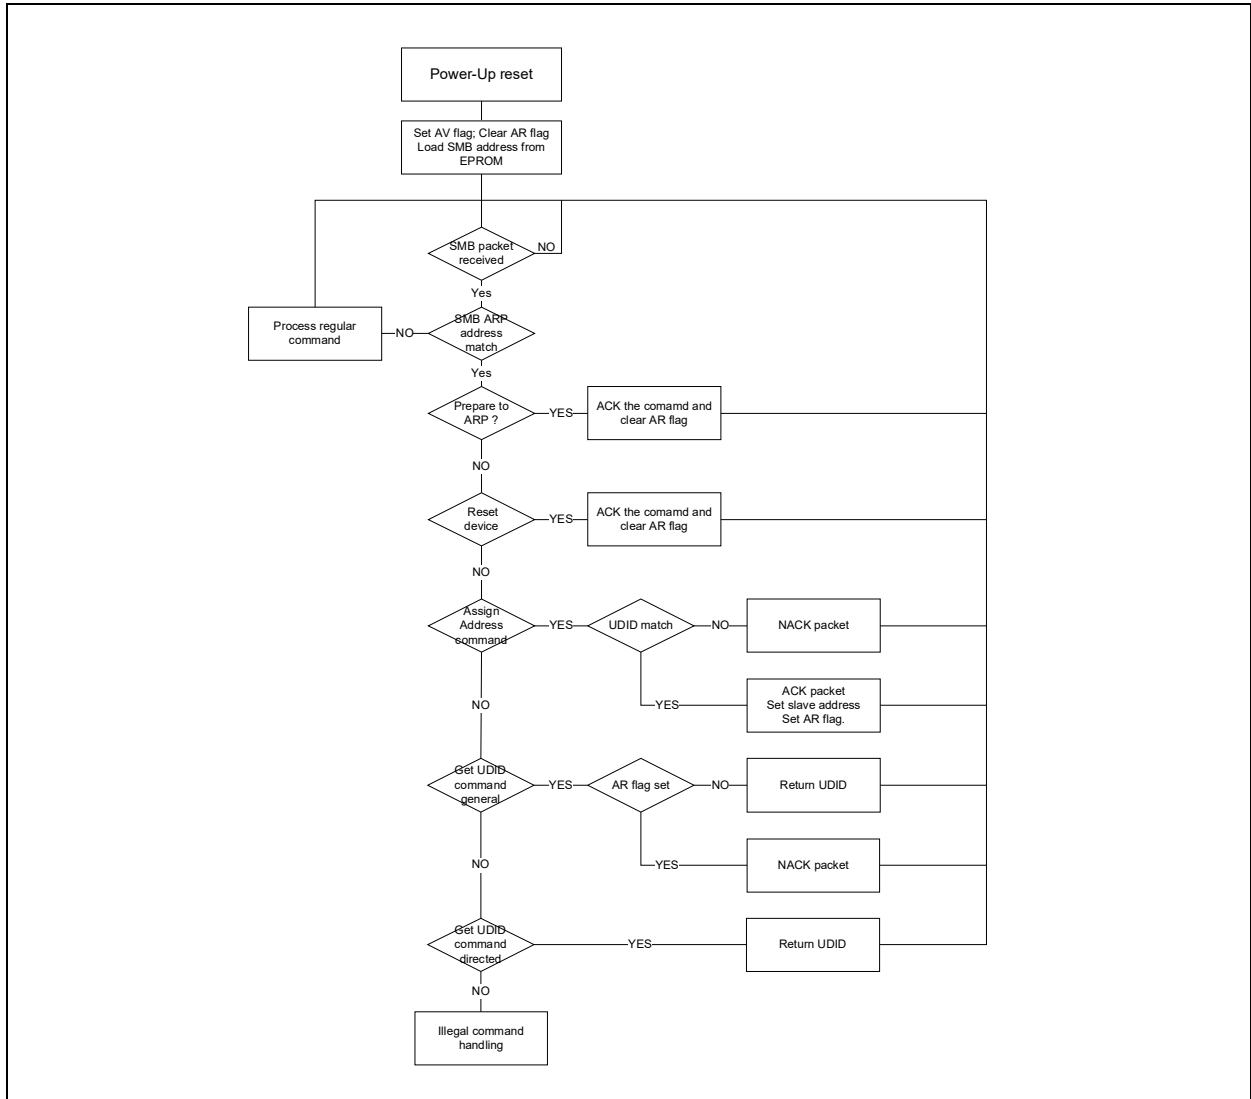 Power-Up reset
Set AV flag; Clear AR flag
Load SMB address from
EPROM
SMB packet
received
NO
Yes
Process regular
command
NO
SMB ARP
address
match
Yes
Prepare to
ARP ?
YES
ACK the comamd and
clear AR flag
NO
Reset
device
YES
ACK the comamd and
clear AR flag
NO
Assign
Address
command
YES
UDID match
NO
NACK packet
YES
ACK packet
Set slave address
Set AR flag.
NO
Get UDID
command
general
YES
AR flag set
NO
Return UDID
YES
NACK packet
NO
Get UDID
command
directed
YES
Return UDID
NO
Illegal command
handling